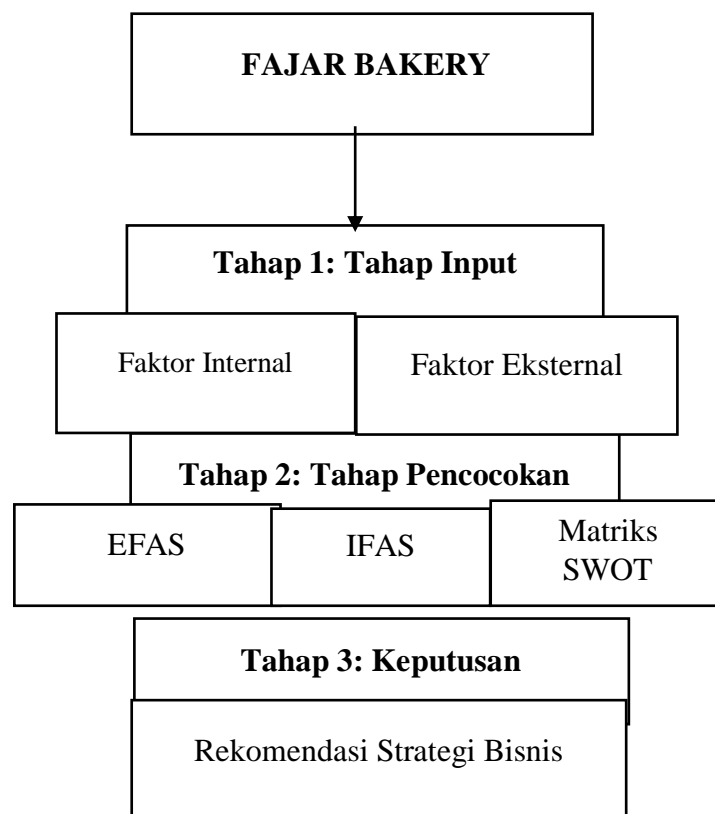 FAJAR BAKERY
Tahap 1: Tahap Input
Faktor Internal
Faktor Eksternal
Tahap 2: Tahap Pencocokan
EFAS
IFAS
Matriks
SWOT
Tahap 3: Keputusan
Rekomendasi Strategi Bisnis